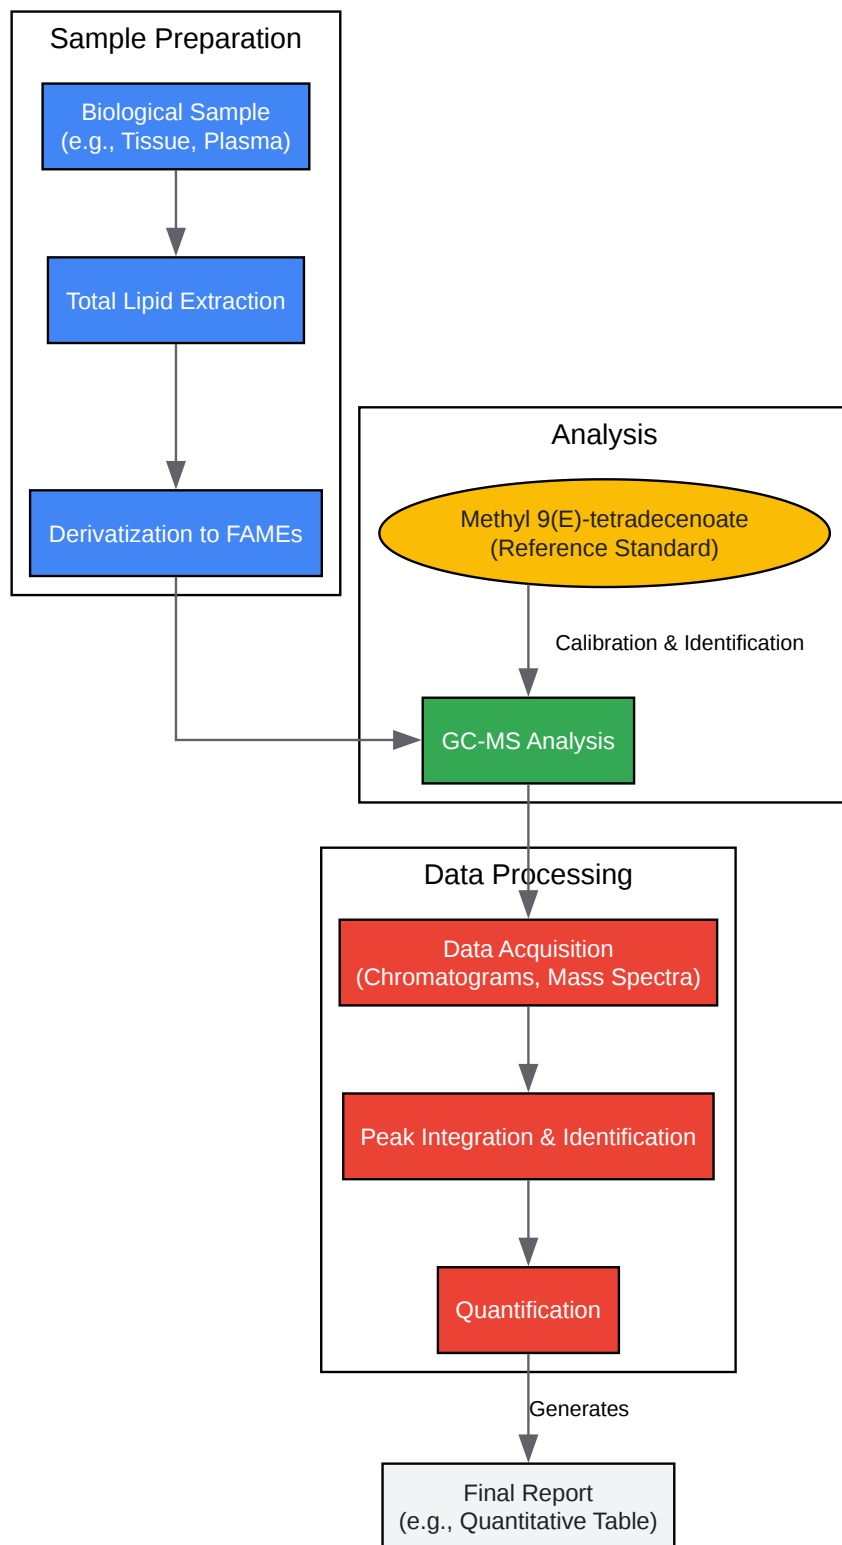 Sample Preparation
Biological Sample
(e.g., Tissue, Plasma)
Total Lipid Extraction
Derivatization to FAMEs
Analysis
Methyl 9(E)-tetradecenoate
(Reference Standard)
Calibration & Identification
GC-MS Analysis
Data Processing
Data Acquisition
(Chromatograms, Mass Spectra)
Peak Integration & Identification
Quantification
Generates
Final Report
(e.g., Quantitative Table)